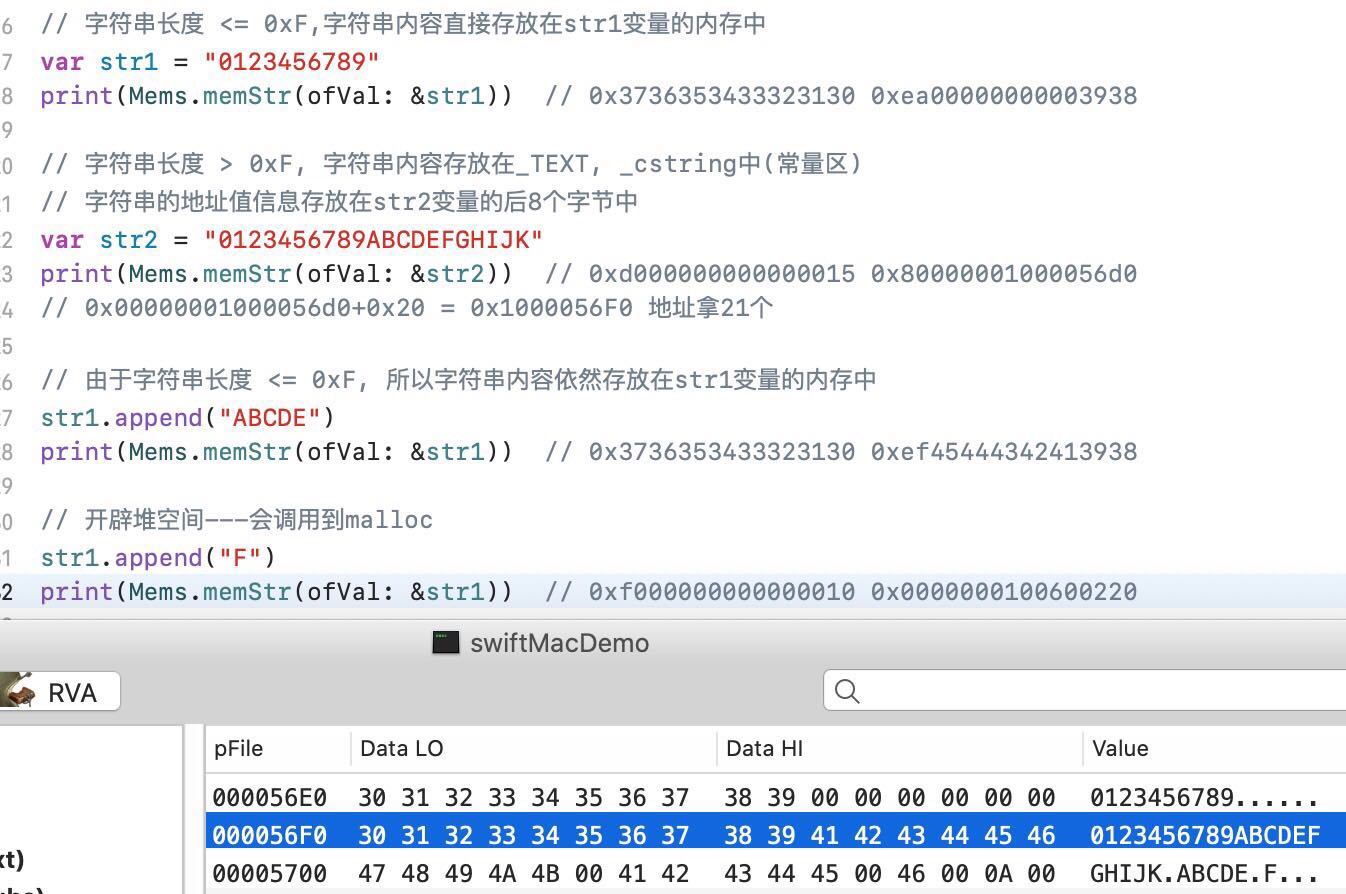 6 // 字符串长度 <= 0xF,字符串内容直接存放在str1变量的内存中
7 var str1 = "0123456789"
8 print(Mems.memStr(ofVal: &str1)) // 0x3736353433323130 0xea00000000003938
9
0 // 字符串长度 > 0xF, 字符串内容存放在_TEXT, _cstring中(常量区)
1 // 字符串的地址值信息存放在str2变量的后8个字节中
2 var str2 = "0123456789ABCDEFGHIJK"
3 print(Mems.memStr(ofVal: &str2)) // 0xd000000000000015 0x80000001000056d0
4 // 0x00000001000056d0+0x20 = 0x1000056F0 地址拿21个
5
6 // 由于字符串长度 <= 0xF, 所以字符串内容依然存放在str1变量的内存中
7 str1.append("ABCDE")
8 print(Mems.memStr(ofVal: &str1)) // 0x3736353433323130 0xef45444342413938
9
0 // 开辟堆空间---会调用到malloc
1 str1.append("F")
2 print(Mems.memStr(ofVal: &str1)) // 0xf000000000000010 0x0000000100600220
swiftMacDemo
RVA
pFile Data LO Data HI Value
000056E0 30 31 32 33 34 35 36 37 38 39 00 00 00 00 00 00 0123456789......
000056F0 30 31 32 33 34 35 36 37 38 39 41 42 43 44 45 46 0123456789ABCDEF
xt) 00005700 47 48 49 4A 4B 00 41 42 43 44 45 00 46 00 0A 00 GHIJK.ABCDE.F...